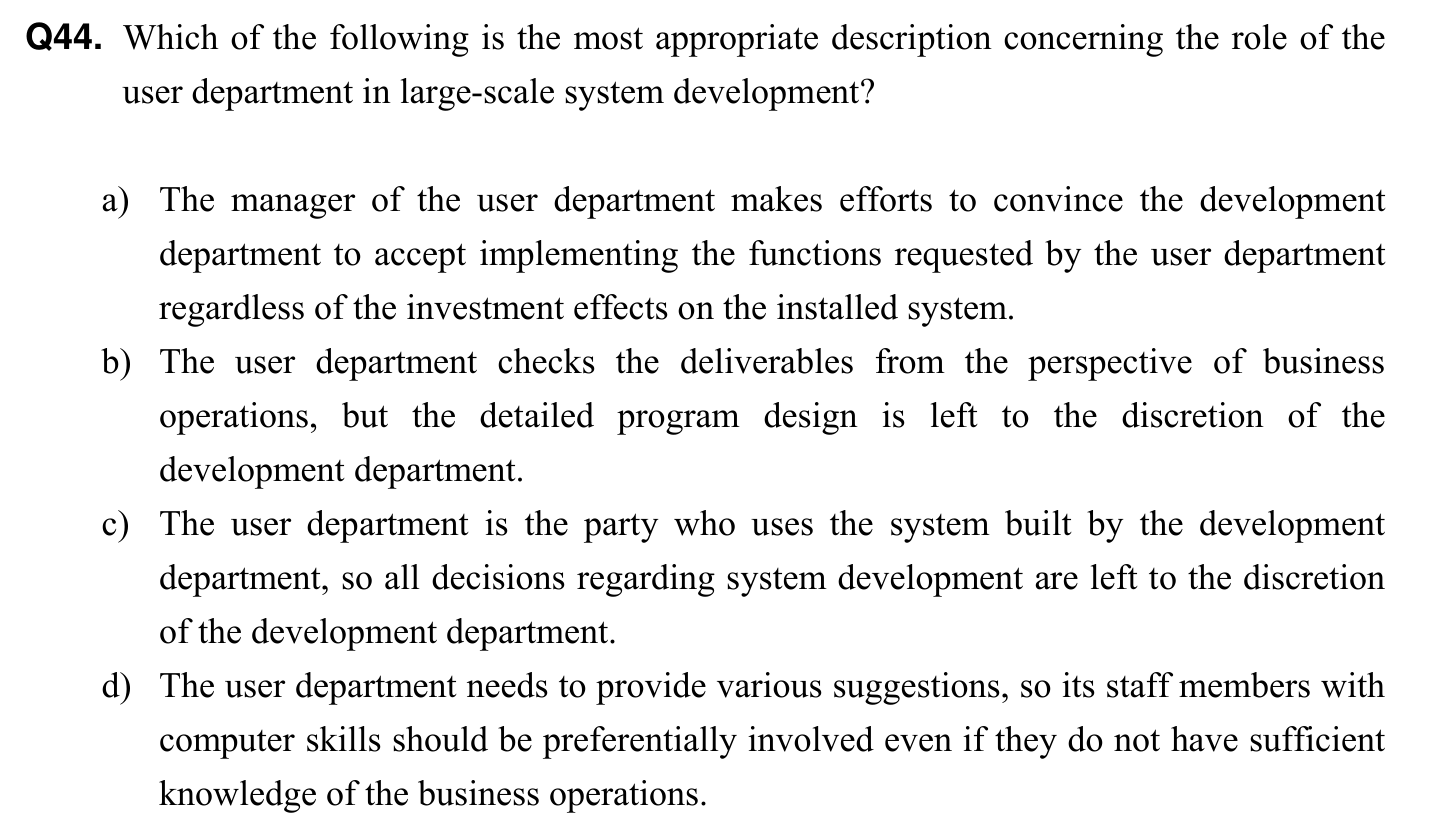 Q44. Which of the following is the most appropriate description concerning the role of the
user department in large-scale system development?
a) The manager of the user department makes efforts to convince the development
department to accept implementing the functions requested by the user department
regardless of the investment effects on the installed system.
b) The user department checks the deliverables from the perspective of business
operations, but the detailed program design is left to the discretion of the
development department.
c) The user department is the party who uses the system built by the development
department, so all decisions regarding system development are left to the discretion
of the development department.
d) The user department needs to provide various suggestions, so its staff members with
computer skills should be preferentially involved even if they do not have sufficient
knowledge of the business operations.